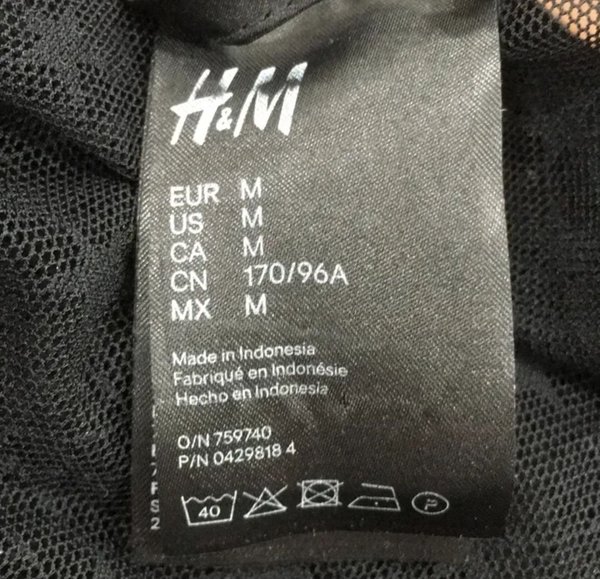 H&M
EUR M
US M
CA M
CN 170/96A
MX M
Made in Indonesia
Fabriqué en Indonésie
Hecho en Indonesia
O/N 759740
P/N 0429818 4
40 P